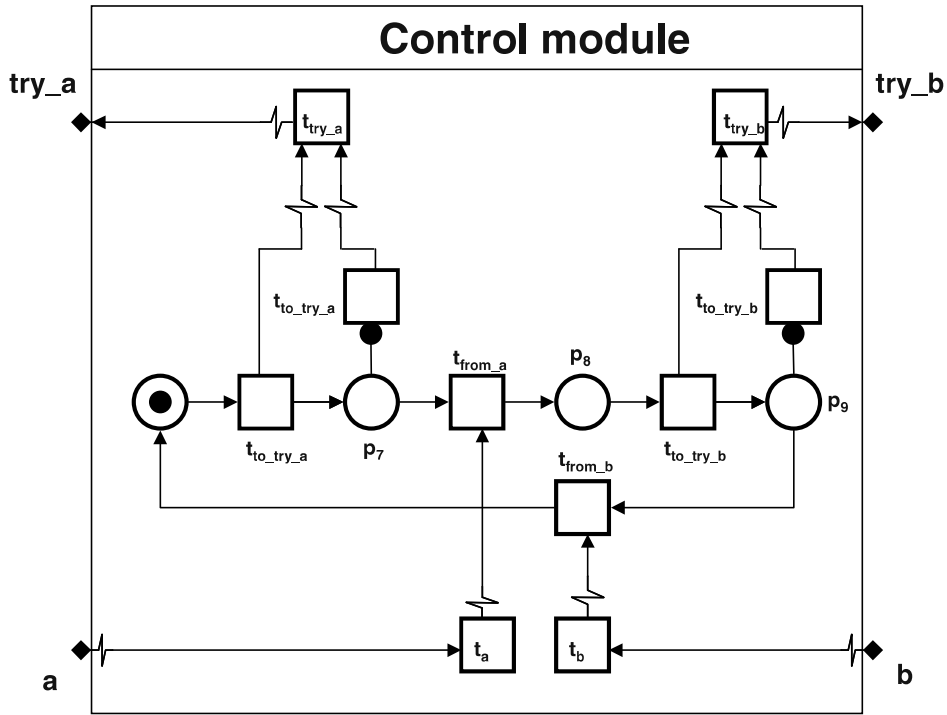 Control module
try_a
try_b
t_try_a
t_try_b
t_to_try_a
t_to_try_b
t_from_a
p_8
p_9
t_to_try_a
p_7
t_to_try_b
t_from_b
t_a
t_b
a
b